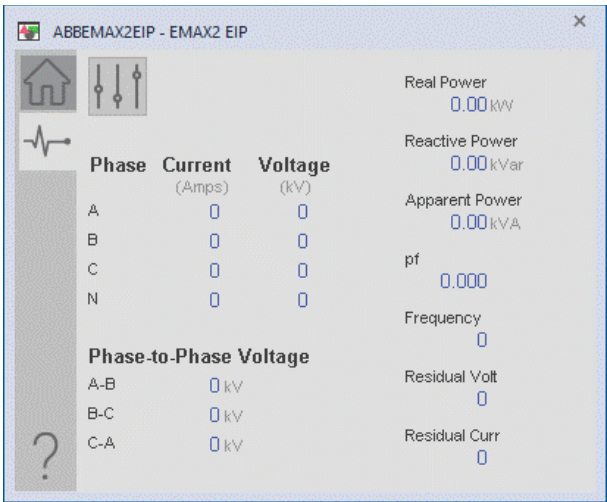 ABBEMAX2EIP - EMAX2 EIP
Phase Current Voltage
(Amps) (kV)
A 0 0
B 0 0
C 0 0
N 0 0
Phase-to-Phase Voltage
A-B 0 kV
B-C 0 kV
C-A 0 kV
?
Real Power
0.00 kW
Reactive Power
0.00 kVar
Apparent Power
0.00 kVA
pf
0.000
Frequency
0
Residual Volt
0
Residual Curr
0